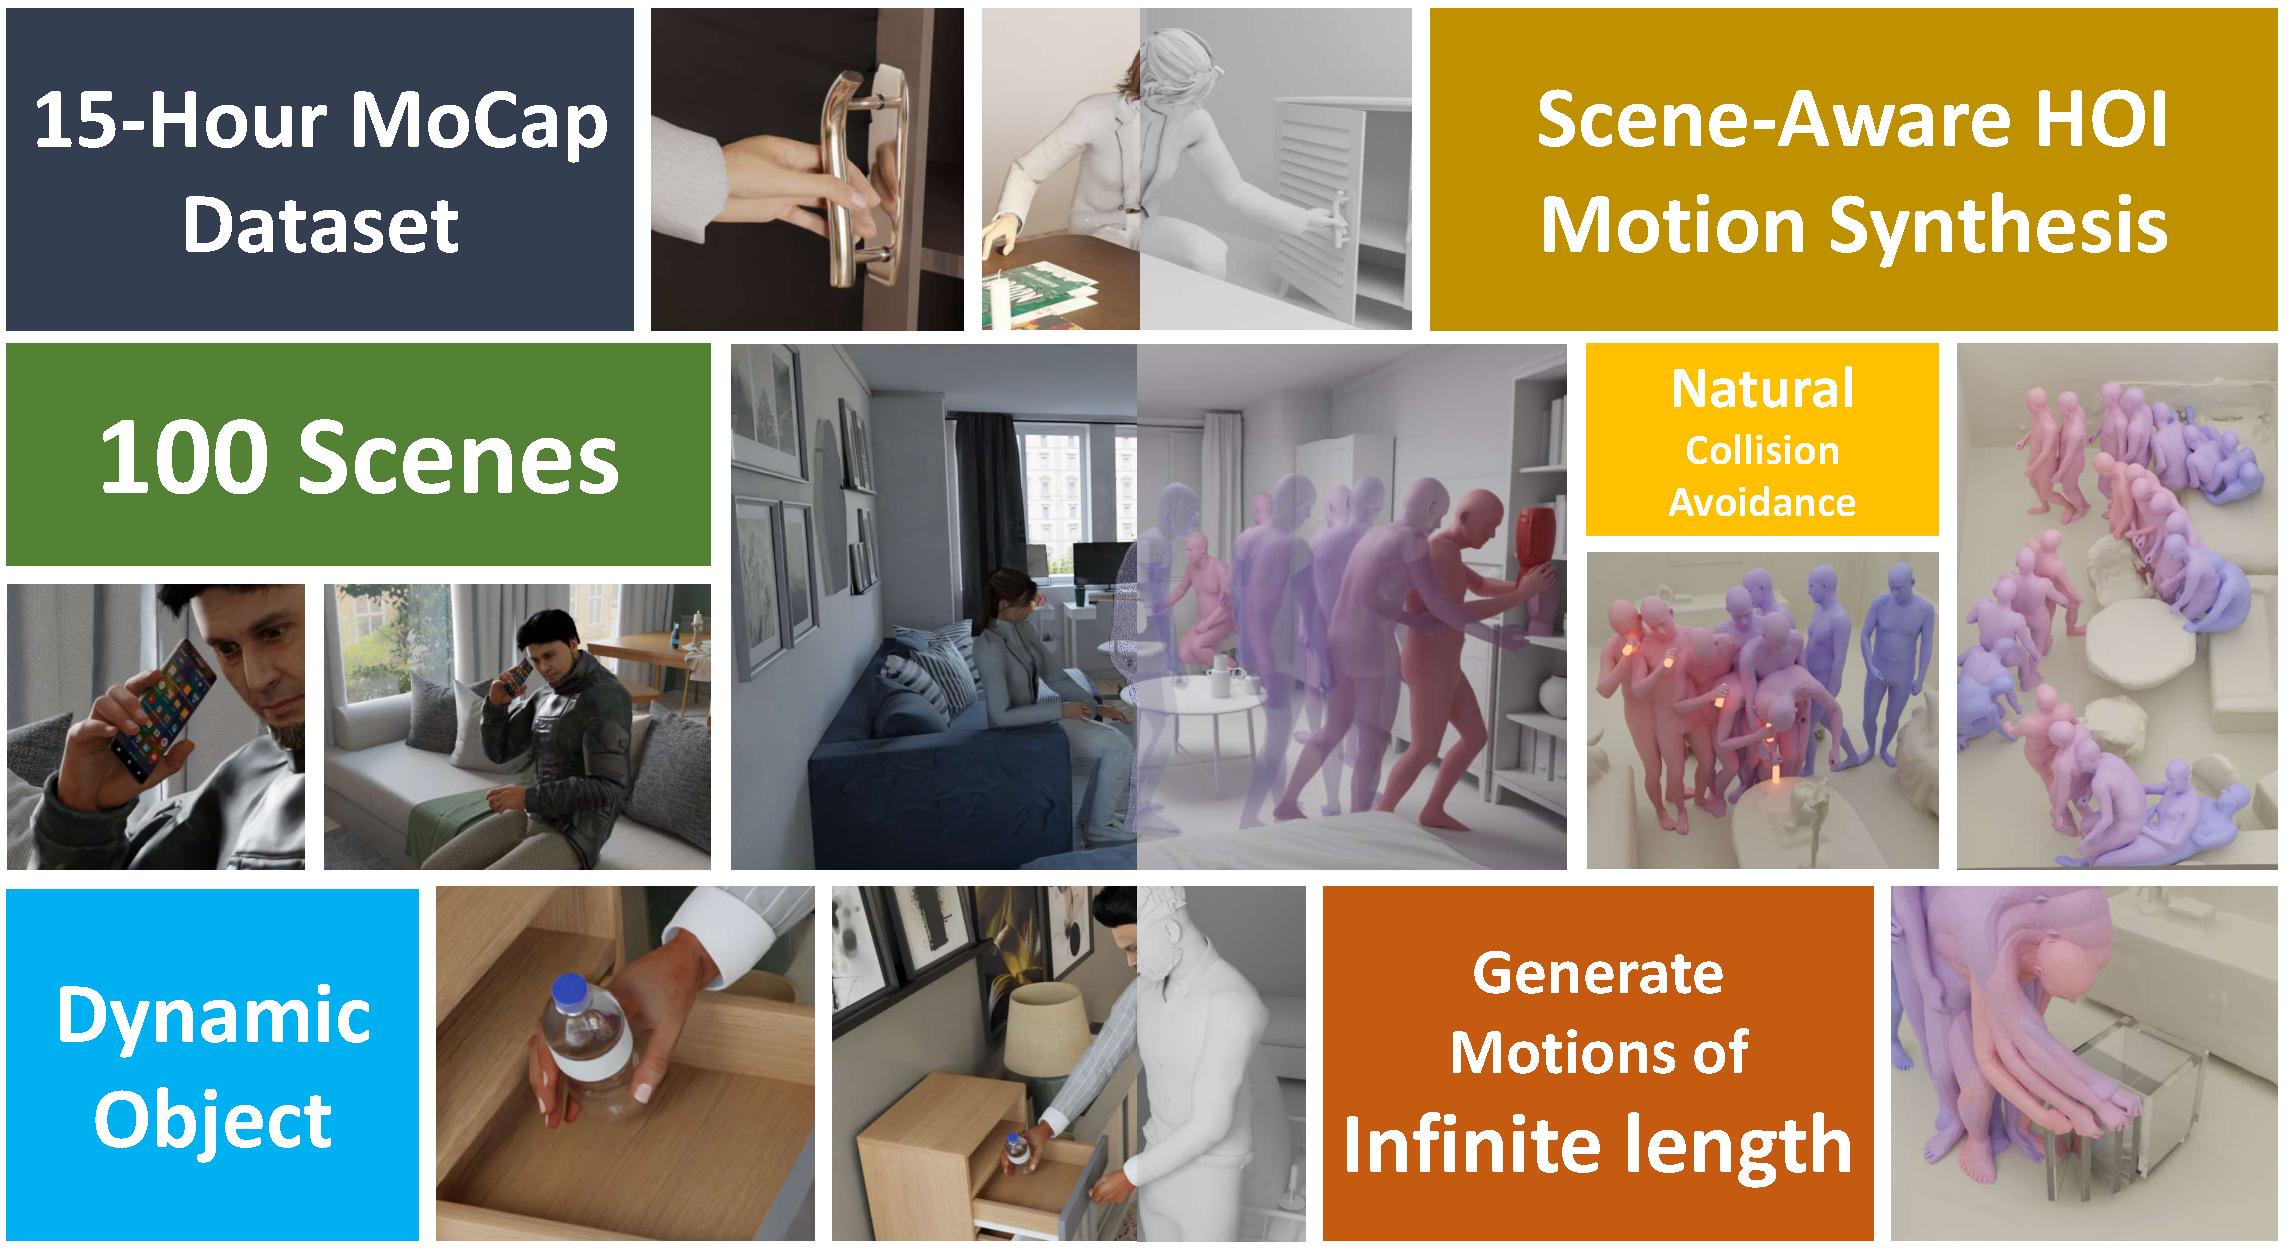 15-Hour MoCap
Dataset
Scene-Aware HOI
Motion Synthesis
100 Scenes
Natural
Collision
Avoidance
Dynamic
Object
Generate
Motions of
Infinite length